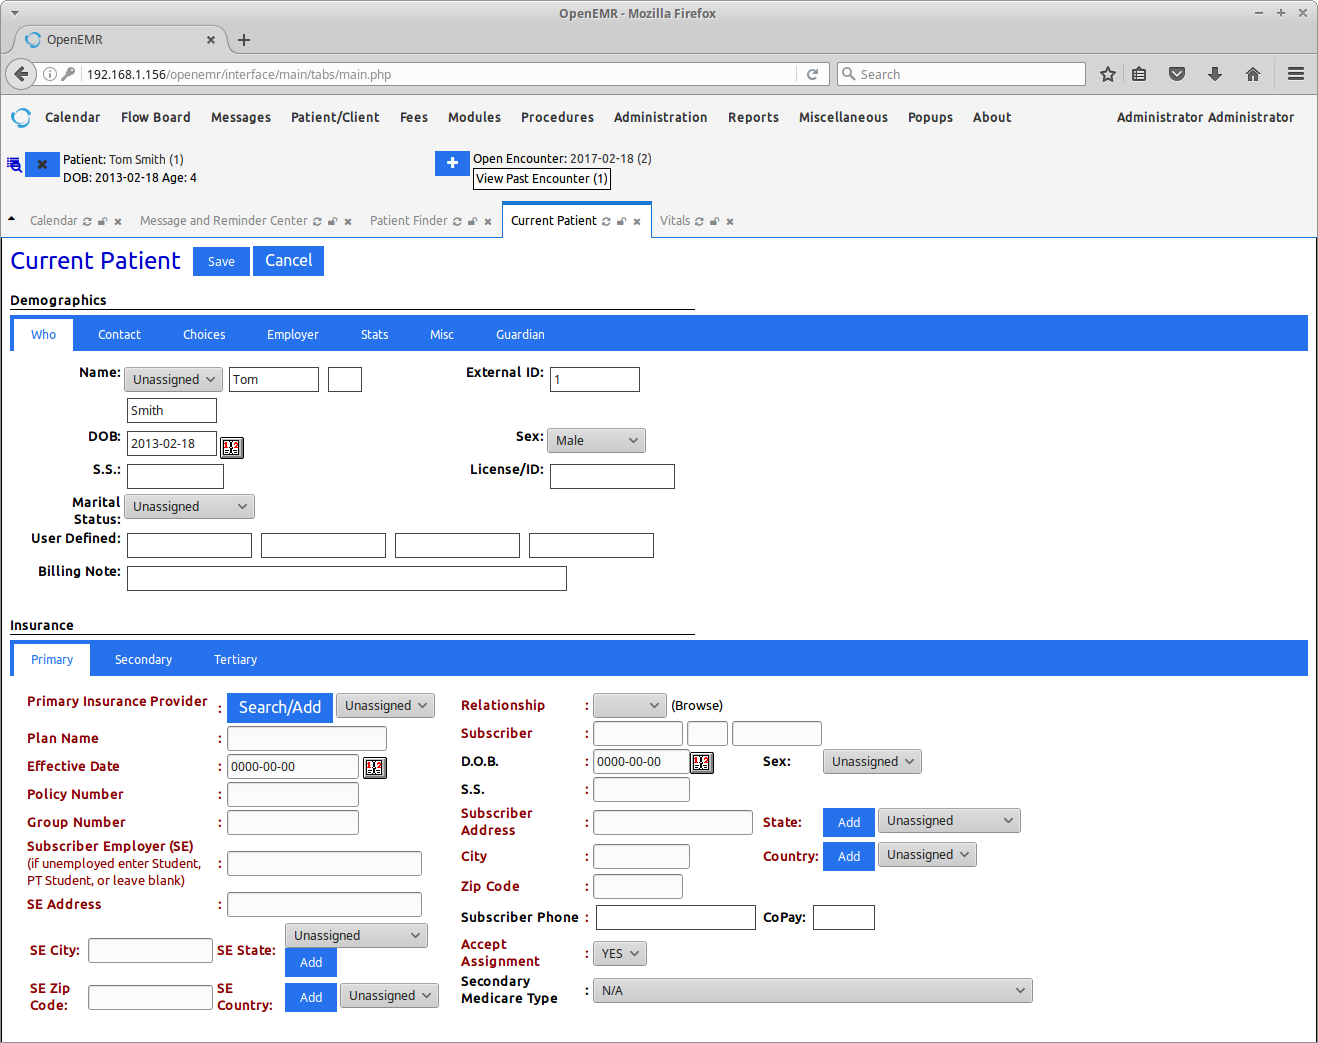 OpenEMR - Mozilla Firefox
OpenEMR
192.168.1.156/openemr/interface/main/tabs/main.php
Search
Calendar Flow Board Messages Patient/Client Fees Modules Procedures Administration Reports Miscellaneous Popups About Administrator Administrator
Patient: Tom Smith (1)
DOB: 2013-02-18 Age: 4
Open Encounter: 2017-02-18 (2)
View Past Encounter (1)
Calendar Message and Reminder Center Patient Finder Current Patient Vitals
Current Patient Save Cancel
Demographics
Who Contact Choices Employer Stats Misc Guardian
Name: Unassigned Tom External ID: 1
Smith
DOB: 2013-02-18 Sex: Male
S.S.: License/ID:
Marital Status: Unassigned
User Defined:
Billing Note:
Insurance
Primary Secondary Tertiary
Primary Insurance Provider : Search/Add Unassigned
Plan Name :
Effective Date : 0000-00-00
Policy Number :
Group Number :
Subscriber Employer (SE)
(if unemployed enter Student, :
PT Student, or leave blank)
SE Address :
SE City: SE State: Unassigned
Add
SE Zip Code: SE Country: Add Unassigned
Relationship : (Browse)
Subscriber :
D.O.B. : 0000-00-00 Sex: Unassigned
S.S. :
Subscriber Address : State: Add Unassigned
City : Country: Add Unassigned
Zip Code :
Subscriber Phone : CoPay:
Accept Assignment : YES
Secondary Medicare Type : N/A